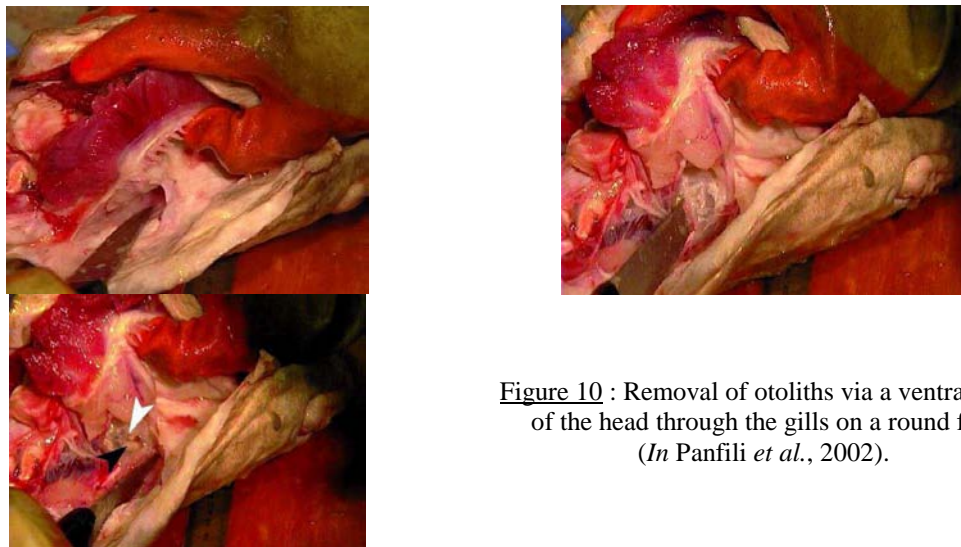 Figure 10 : Removal of otoliths via a ventra
of the head through the gills on a round f
(In Panfili et al., 2002).